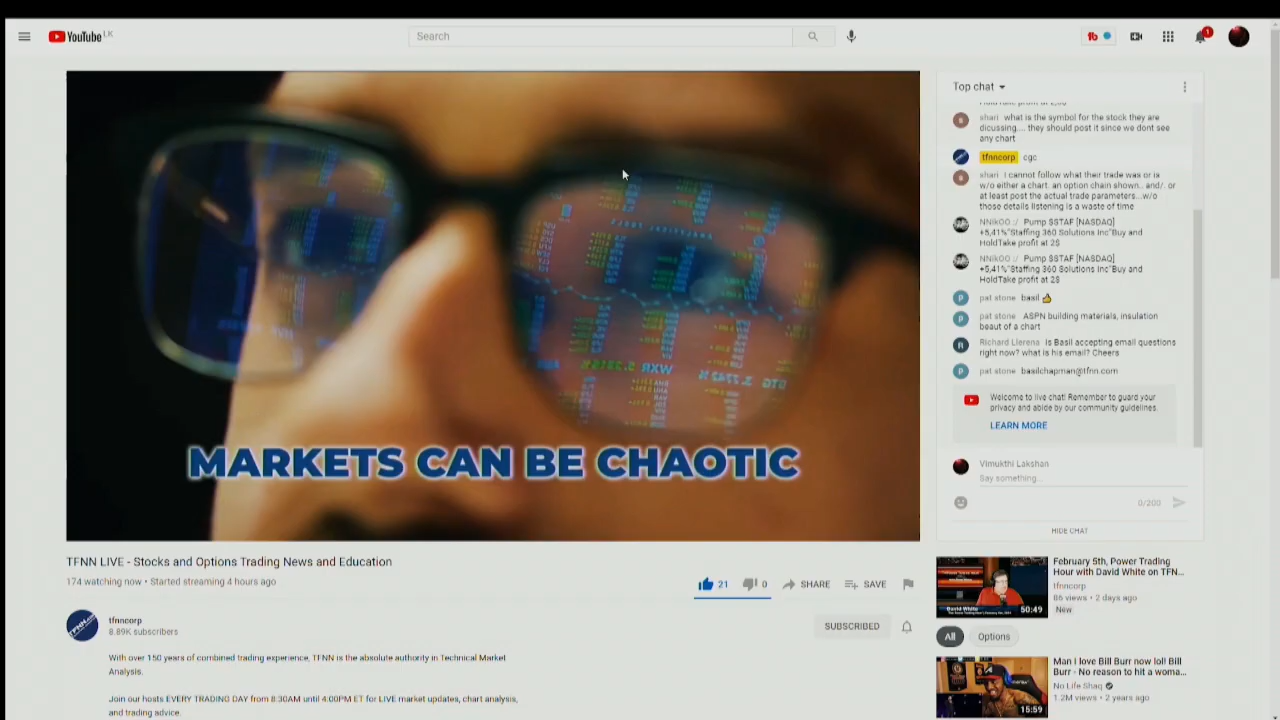 YouTube LK
Search
1
MARKETS CAN BE CHAOTIC
TFNN LIVE - Stocks and Options Trading News and Education
174 watching now • Started streaming 4 hours ago
21
0
SHARE
SAVE
tfnncorp
8.89K subscribers
SUBSCRIBED
With over 150 years of combined trading experience, TFNN is the absolute authority in Technical Market
Analysis.
Join our hosts EVERY TRADING DAY from 8:30AM until 4:00PM ET for LIVE market updates, chart analysis,
and trading advice.
Top chat
shari what is the symbol for the stock they are
dicussing.... they should post it since we dont see
any chart
tfnncorp cgc
shari I cannot follow what their trade was or is
w/o either a chart. an option chain shown.. and/. or
at least post the actual trade parameters...w/o
those details listening is a waste of time
NNikOO :/ Pump $STAF [NASDAQ]
+5,41%"Staffing 360 Solutions Inc"Buy and
HoldTake profit at 2$
NNikOO :/ Pump $STAF [NASDAQ]
+5,41%"Staffing 360 Solutions Inc"Buy and
HoldTake profit at 2$
pat stone basil 👍
pat stone ASPN building materials, insulation
beaut of a chart
Richard Llerena is Basil accepting email questions
right now? what is his email? Cheers
pat stone basilchapman@tfnn.com
Welcome to live chat! Remember to guard your
privacy and abide by our community guidelines.
LEARN MORE
Vimukthi Lakshan
Say something...
0/200
HIDE CHAT
February 5th, Power Trading
Hour with David White on TFN...
tfnncorp
86 views • 2 days ago
New
David White
50:49
All
Options
Man I love Bill Burr now lol! Bill
Burr - No reason to hit a woma...
No Life Shaq
1.2M views • 2 years ago
15:59